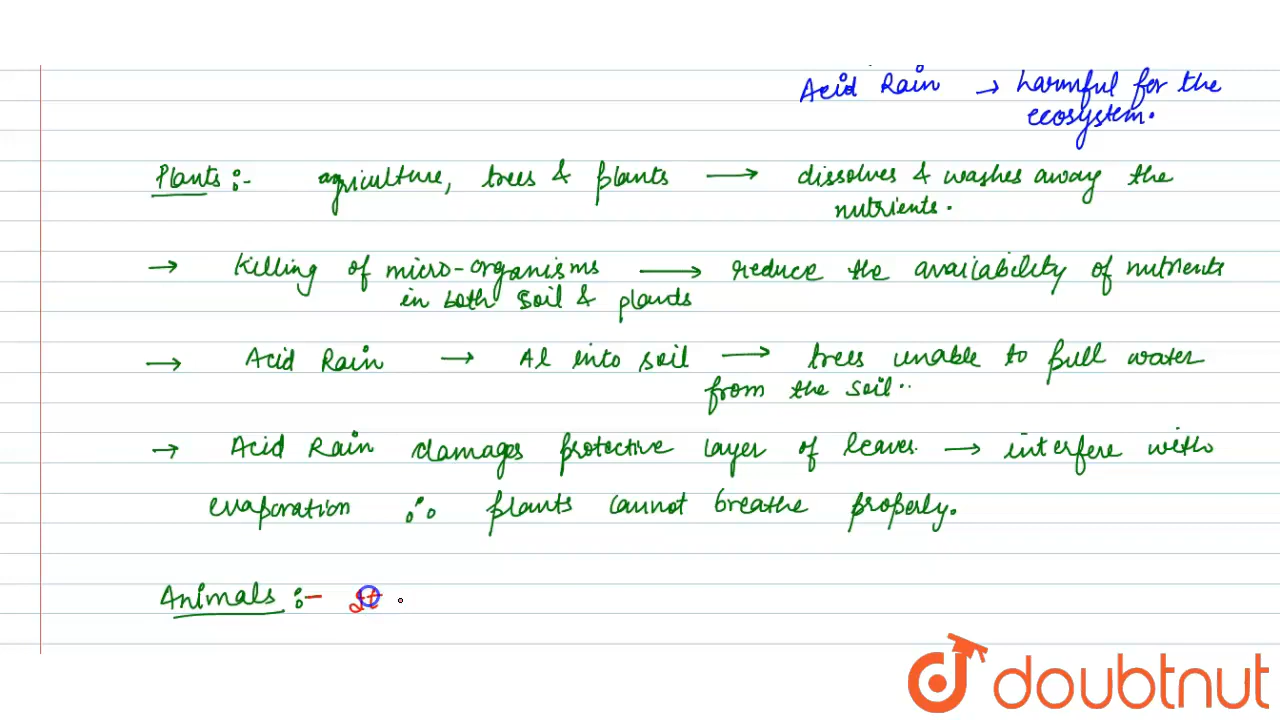 Acid Rain → harmful for the
ecosystem.
Plants :- agriculture, trees & plants → dissolves & washes away the
nutrients.
→ Killing of micro-organisms → reduce the availability of nutrients
in both soil & plants
→ Acid Rain → Al into soil → trees unable to pull water
from the soil..
→ Acid Rain damages protective layer of leaves. → interfere with
evaporation ∴ plants cannot breathe properly.
Animals :- It
doubtnut